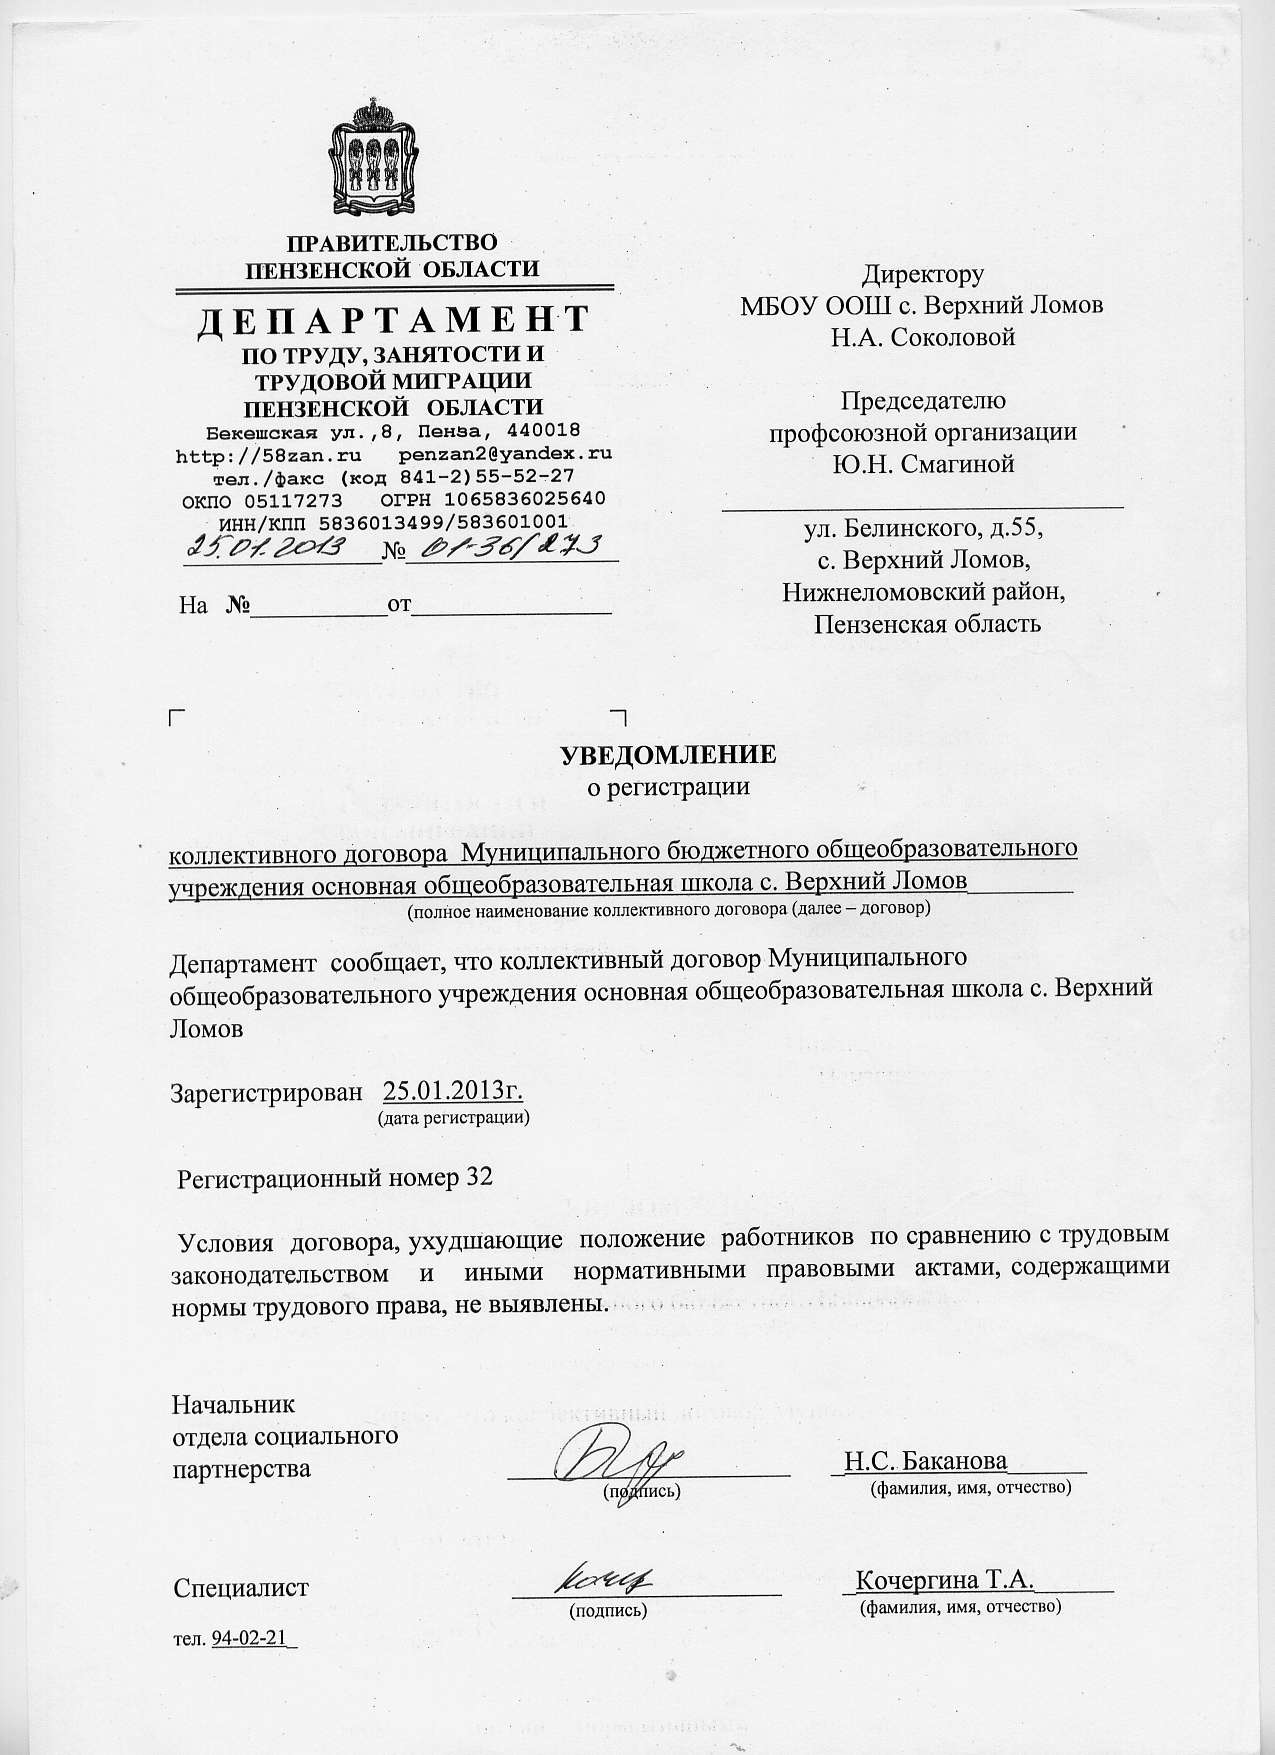 ПРАВИТЕЛЬСТВО
ПЕНЗЕНСКОЙ ОБЛАСТИ
ДЕПАРТАМЕНТ
ПО ТРУДУ, ЗАНЯТОСТИ И
ТРУДОВОЙ МИГРАЦИИ
ПЕНЗЕНСКОЙ ОБЛАСТИ
Бекешская ул.,8, Пенза, 440018
http://58zan.ru penzan2@yandex.ru
тел./факс (код 841-2)55-52-27
ОКПО 05117273 ОГРН 1065836025640
ИНН/КПП 5836013499/583601001
25.01.2013 № 01-36/273
На №__________от______________
Директору
МБОУ ООШ с. Верхний Ломов
Н.А. Соколовой
Председателю
профсоюзной организации
Ю.Н. Смагиной
ул. Белинского, д.55,
с. Верхний Ломов,
Нижнеломовский район,
Пензенская область
УВЕДОМЛЕНИЕ
о регистрации
коллективного договора Муниципального бюджетного общеобразовательного
учреждения основная общеобразовательная школа с. Верхний Ломов
(полное наименование коллективного договора (далее – договор)
Департамент сообщает, что коллективный договор Муниципального
общеобразовательного учреждения основная общеобразовательная школа с. Верхний
Ломов
Зарегистрирован 25.01.2013г.
(дата регистрации)
Регистрационный номер 32
Условия договора, ухудшающие положение работников по сравнению с трудовым
законодательством и иными нормативными правовыми актами, содержащими
нормы трудового права, не выявлены.
Начальник
отдела социального
партнерства
Н.С. Баканова
(подпись) (фамилия, имя, отчество)
Специалист Кочергина Т.А.
(подпись) (фамилия, имя, отчество)
тел. 94-02-21